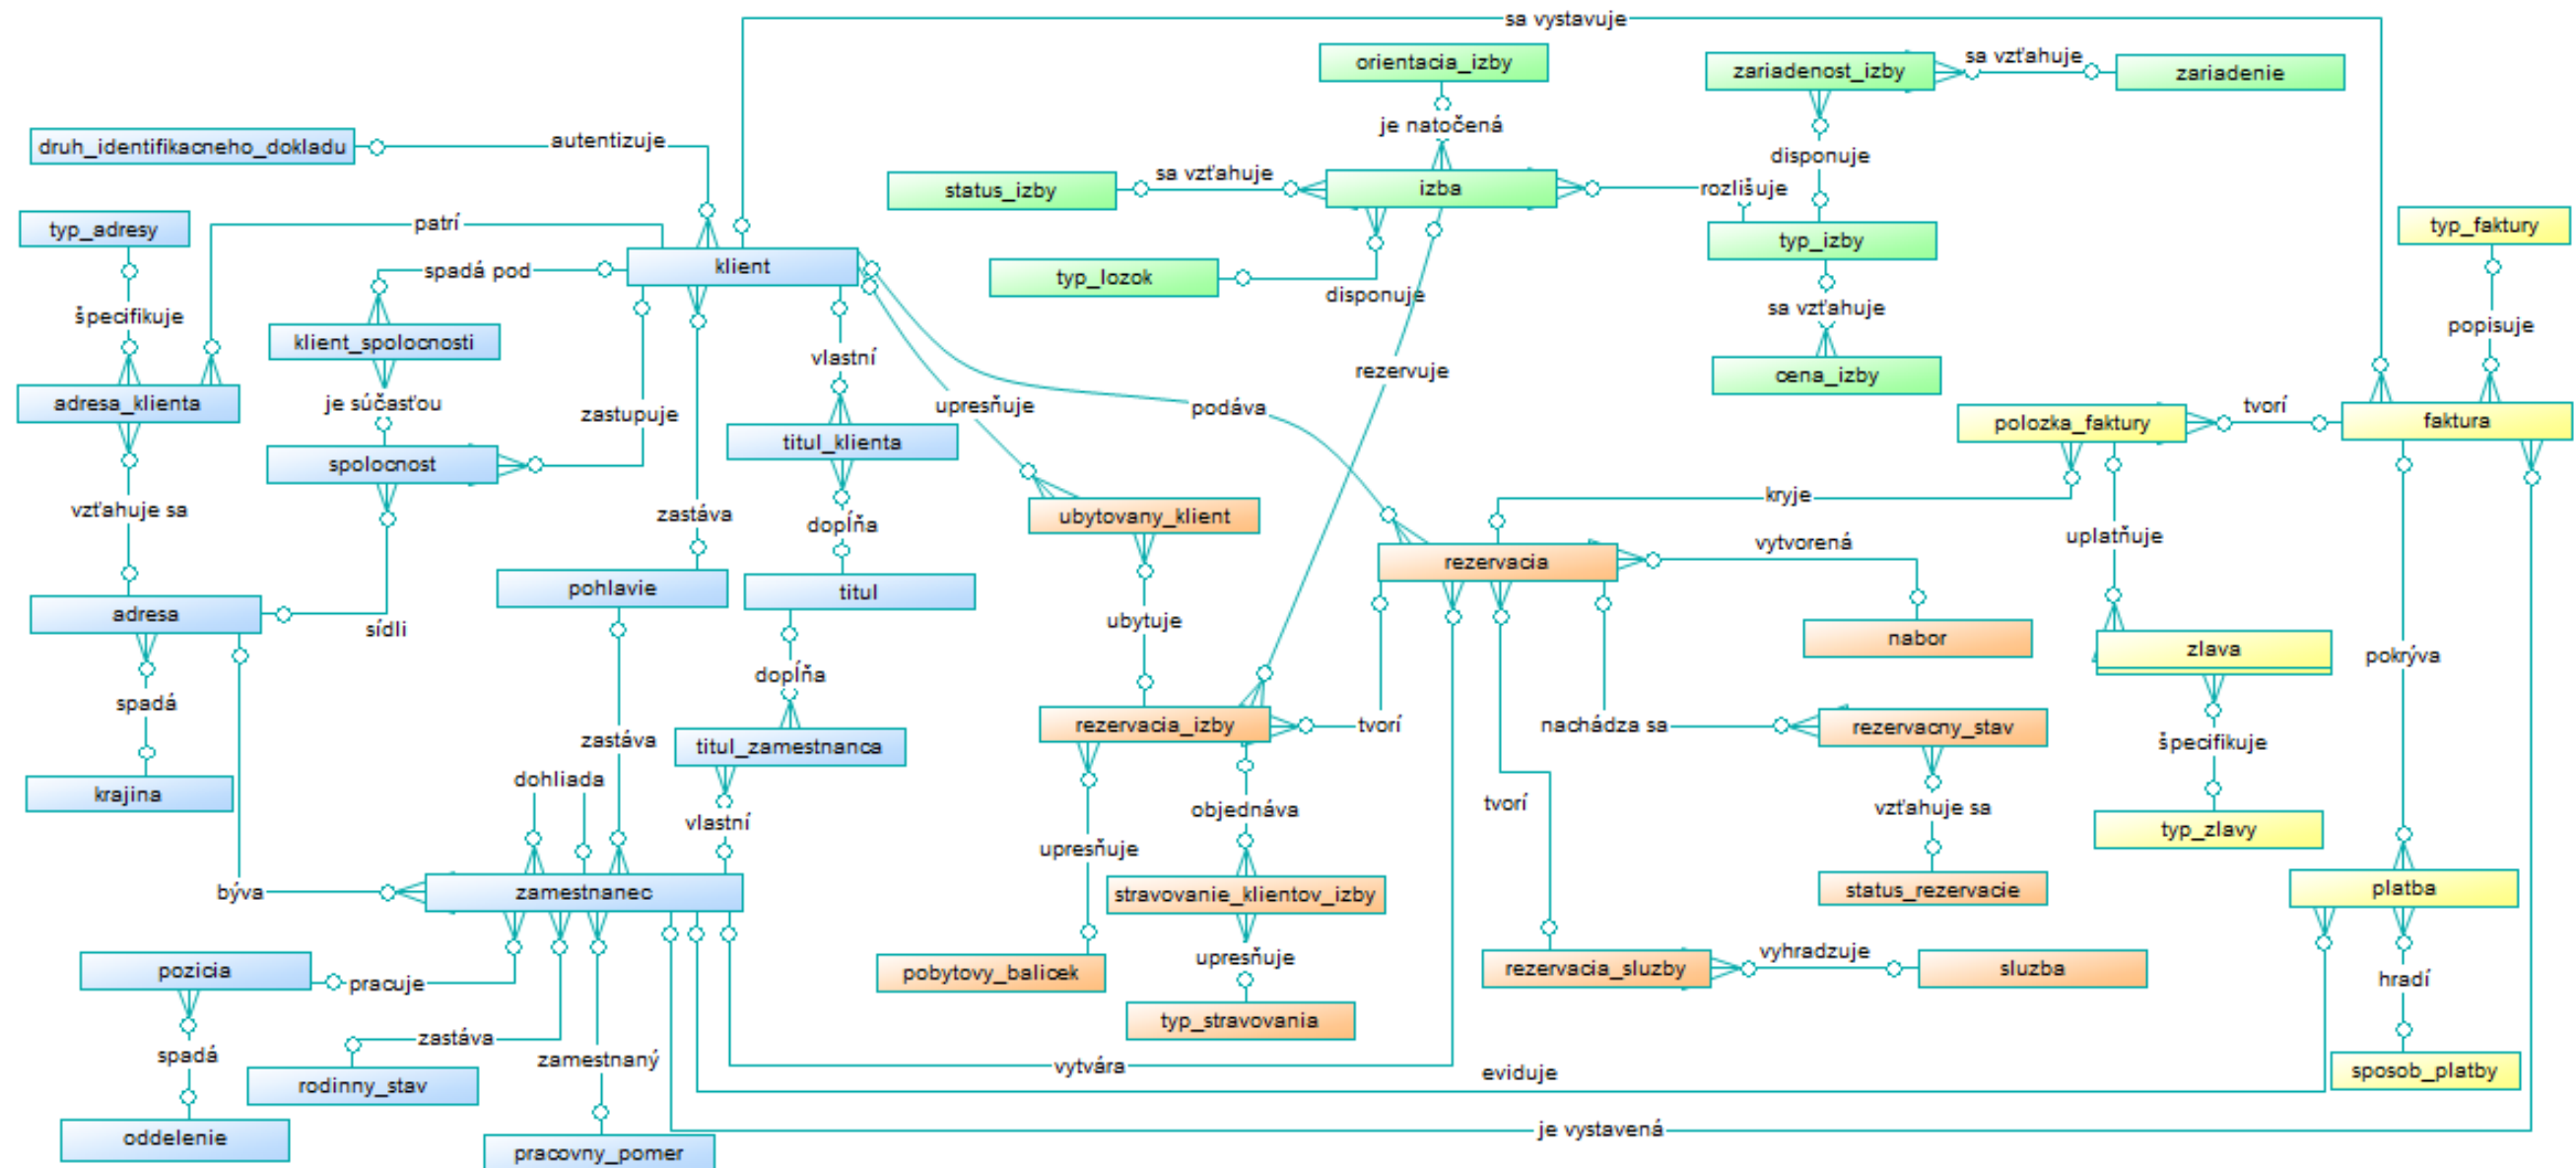 sa vystavuje
orientacia_izby
zariadenost_izby
sa vzťahuje
zariadenie
druh_identifikacneho_dokladu
autentizuje
je natočená
disponuje
status_izby
sa vzťahuje
izba
rozlišuje
typ_adresy
patrí
typ_izby
typ_faktury
spadá pod
klient
typ_lozok
disponuje
sa vzťahuje
popisuje
špecifikuje
klient_spolocnosti
vlastní
rezervuje
cena_izby
adresa_klienta
je súčasťou
zastupuje
upresňuje
podáva
titul_klienta
polozka_faktury
tvorí
faktura
spolocnost
kryje
vzťahuje sa
zastáva
dopĺňa
ubytovany_klient
uplatňuje
vytvorená
rezervacia
pohlavie
titul
adresa
sídli
ubytuje
nabor
zlava
pokrýva
dopĺňa
spadá
rezervacia_izby
tvorí
nachádza sa
rezervacny_stav
špecifikuje
zastáva
titul_zamestnanca
dohliada
krajina
objednáva
tvorí
vzťahuje sa
vlastní
typ_zlavy
upresňuje
býva
zamestnanec
stravovanie_klientov_izby
status_rezervacie
platba
pozicia
pracuje
pobytovy_balicek
upresňuje
rezervacia_sluzby
vyhradzuje
sluzba
hradí
typ_stravovania
zastáva
spadá
zamestnaný
vytvára
eviduje
sposob_platby
rodinny_stav
oddelenie
je vystavená
pracovny_pomer